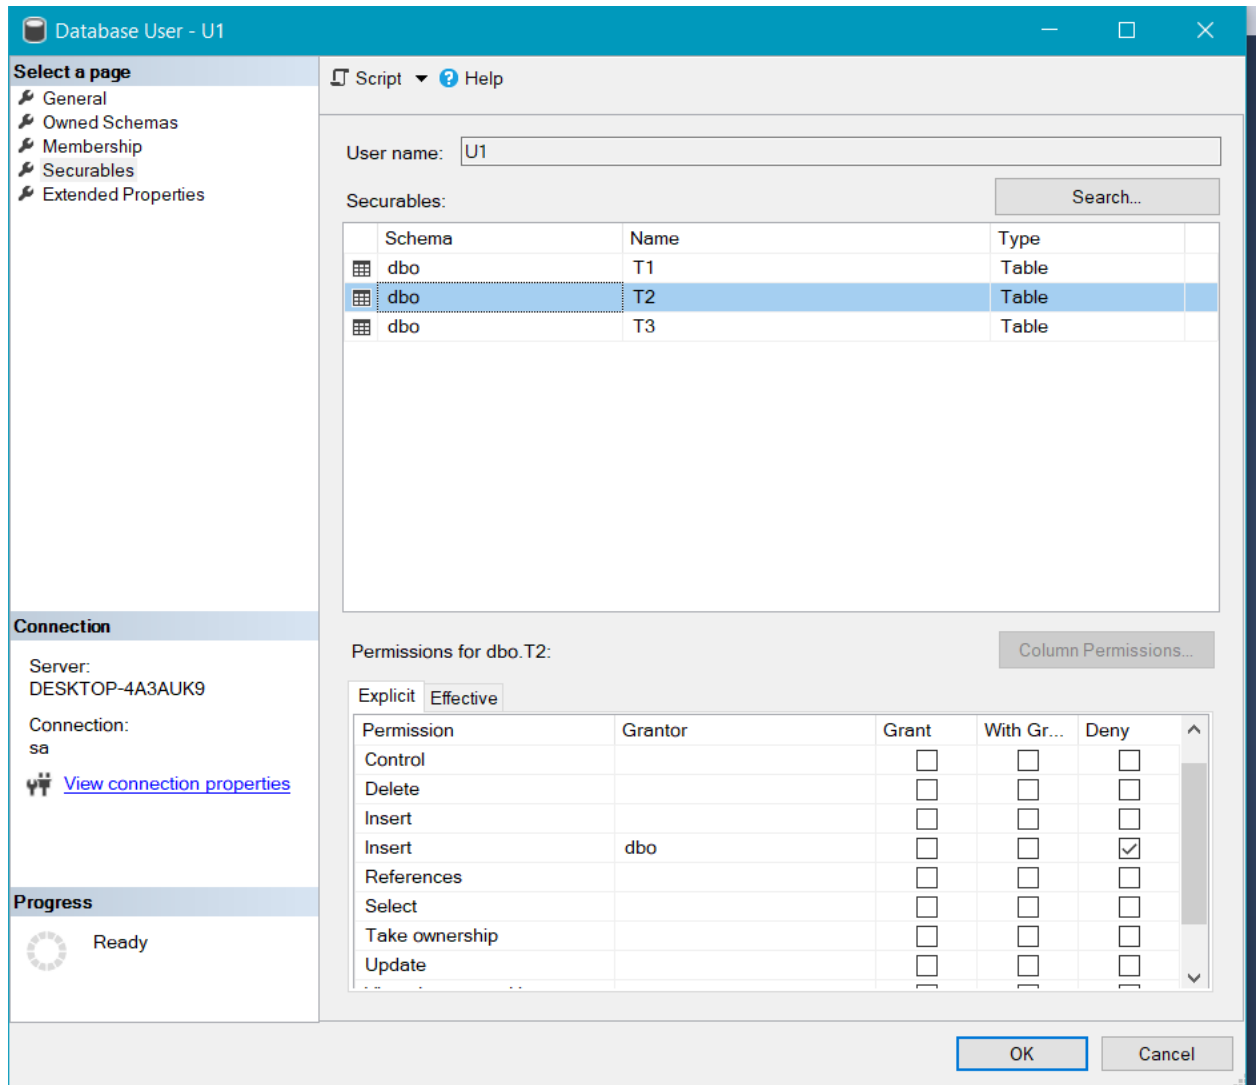 Database User - U1
Select a page
General
Owned Schemas
Membership
Securables
Extended Properties
Script Help
User name: U1
Securables: Search...
Schema Name Type
dbo T1 Table
dbo T2 Table
dbo T3 Table
Connection
Server:
DESKTOP-4A3AUK9
Connection:
sa
View connection properties
Progress
Ready
Permissions for dbo.T2: Column Permissions...
Explicit Effective
Permission Grantor Grant With Gr... Deny
Control
Delete
Insert
Insert dbo
References
Select
Take ownership
Update
OK Cancel